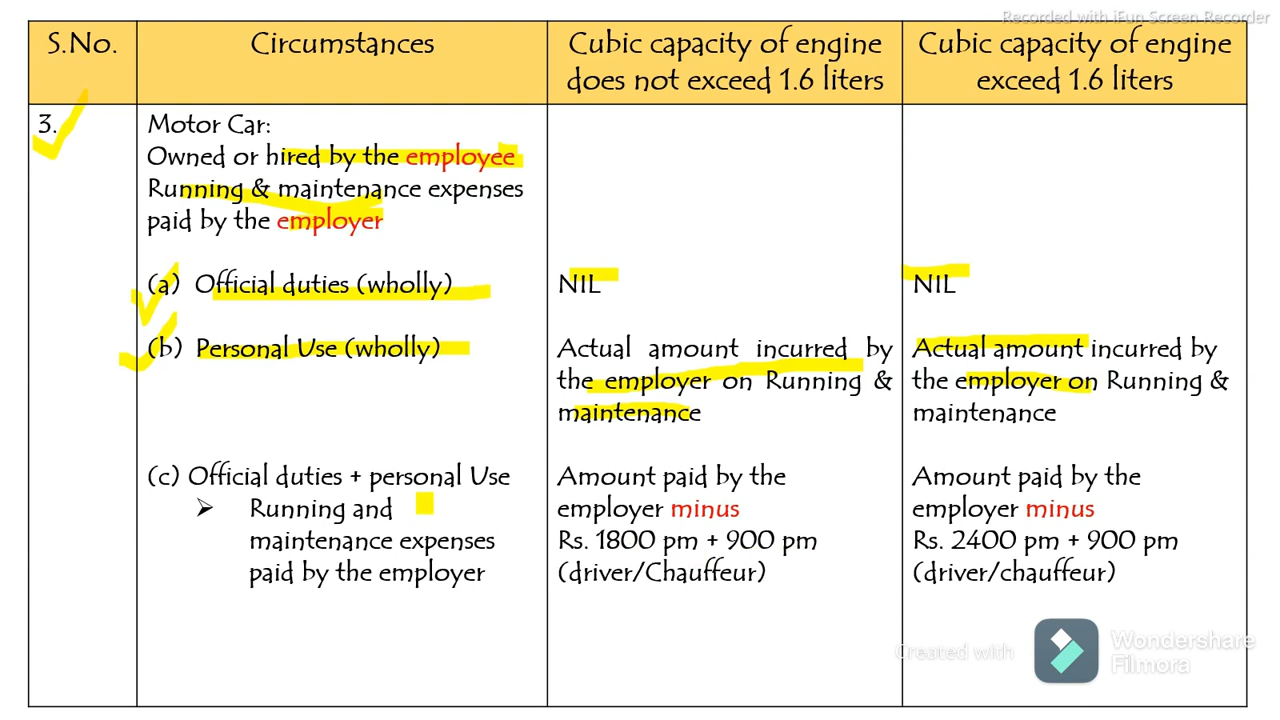 Recorded with iFun Screen Recorder
S.No.
Circumstances
Cubic capacity of engine
does not exceed 1.6 liters
Cubic capacity of engine
exceed 1.6 liters
3.
Motor Car:
Owned or hired by the employee
Running & maintenance expenses
paid by the employer
(a) Official duties (wholly)
NIL
NIL
(b) Personal Use (wholly)
Actual amount incurred by
the employer on Running &
maintenance
Actual amount incurred by
the employer on Running &
maintenance
(c) Official duties + personal Use
➢ Running and
maintenance expenses
paid by the employer
Amount paid by the
employer minus
Rs. 1800 pm + 900 pm
(driver/Chauffeur)
Amount paid by the
employer minus
Rs. 2400 pm + 900 pm
(driver/chauffeur)
Created with
Wondershare
Filmora